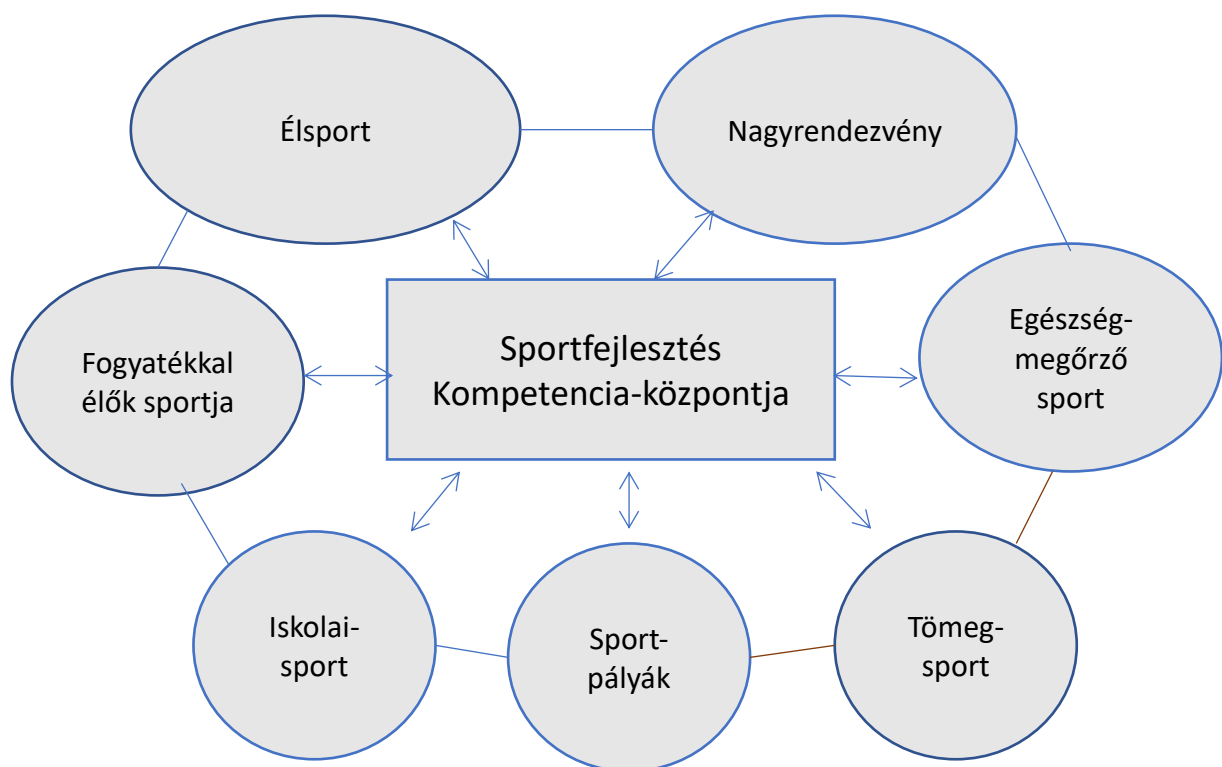 Élsport
Nagyrendezvény
Sportfejlesztés
Kompetencia-központja
Egészség-
megőrző
sport
Fogyatékkal
élők sportja
Iskolai-
sport
Sport-
pályák
Tömeg-
sport